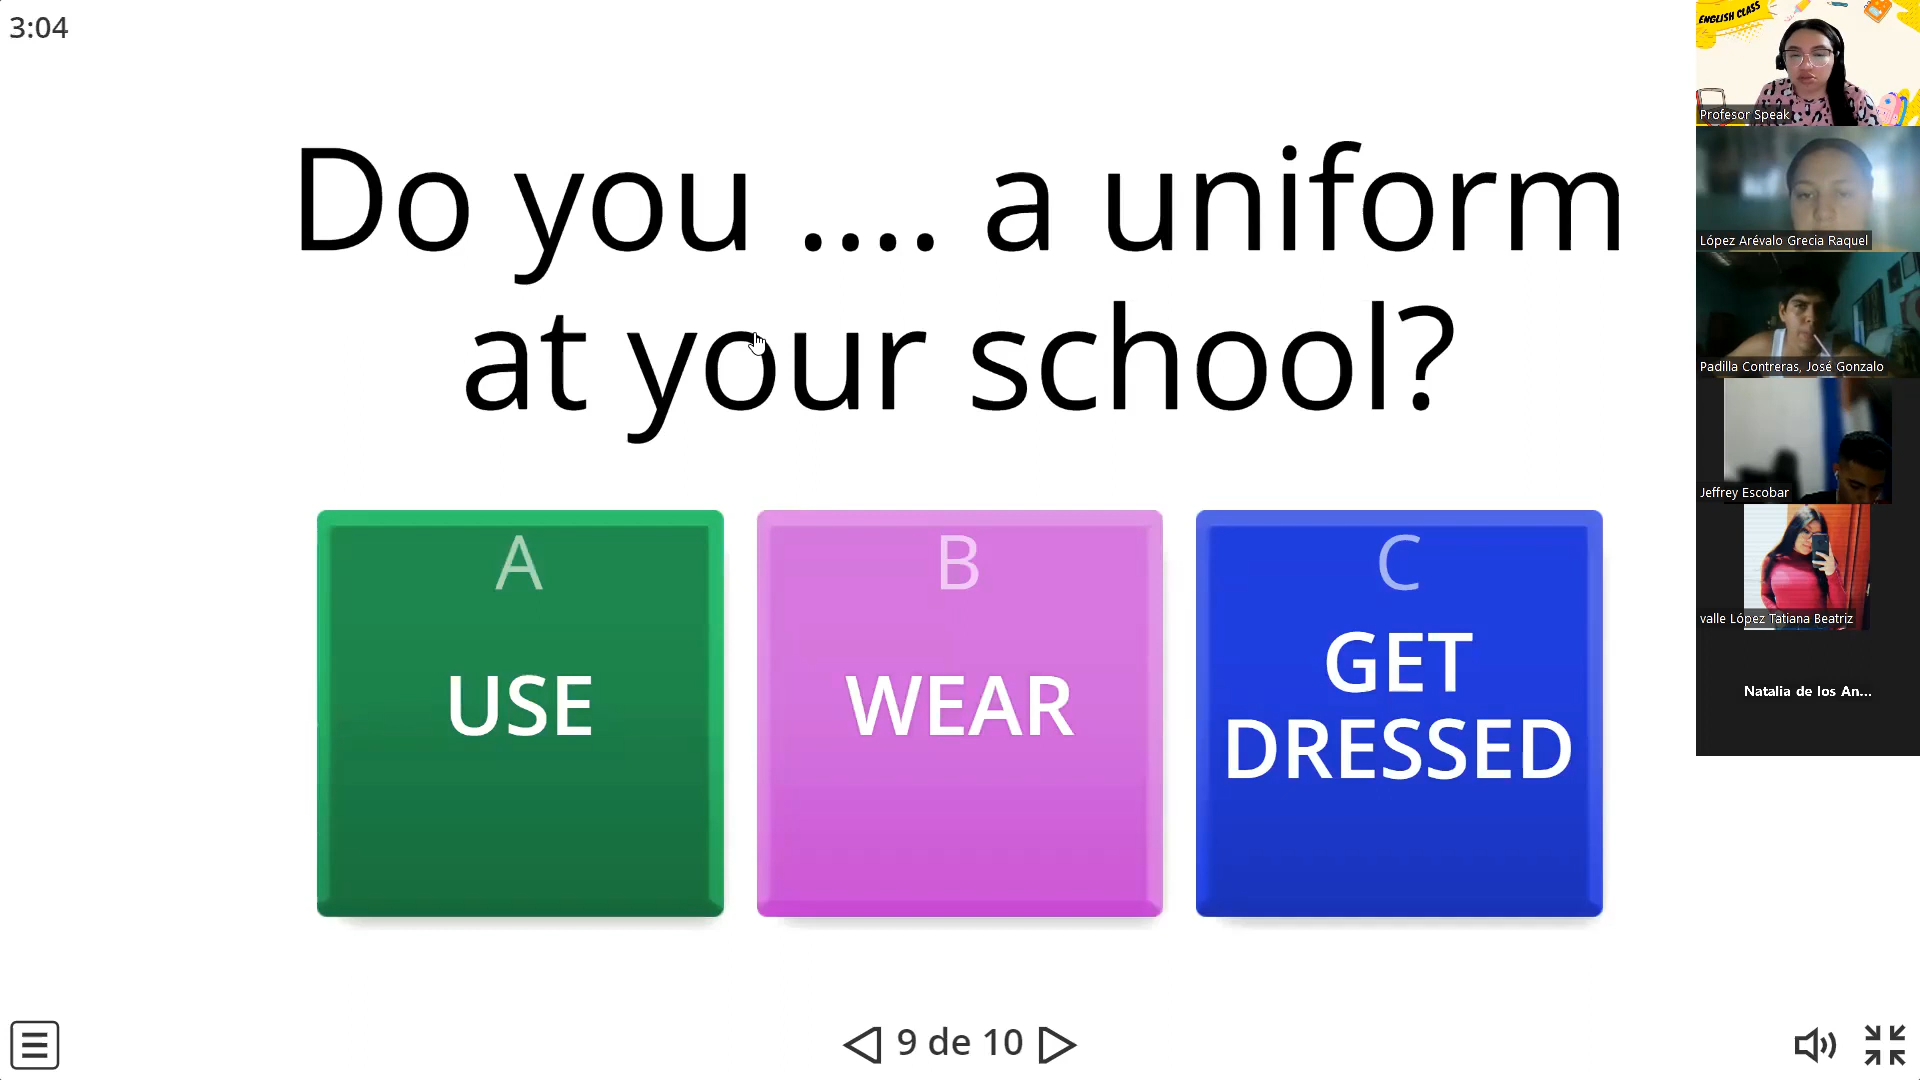 3:04
Do you .... a uniform
at your school?
A
USE
B
WEAR
C
GET
DRESSED
9 de 10
ENGLISH CLASS
Profesor Speak
López Arévalo Grecia Raquel
Padilla Contreras, José Gonzalo
Jeffrey Escobar
valle López Tatiana Beatriz
Natalia de los An...